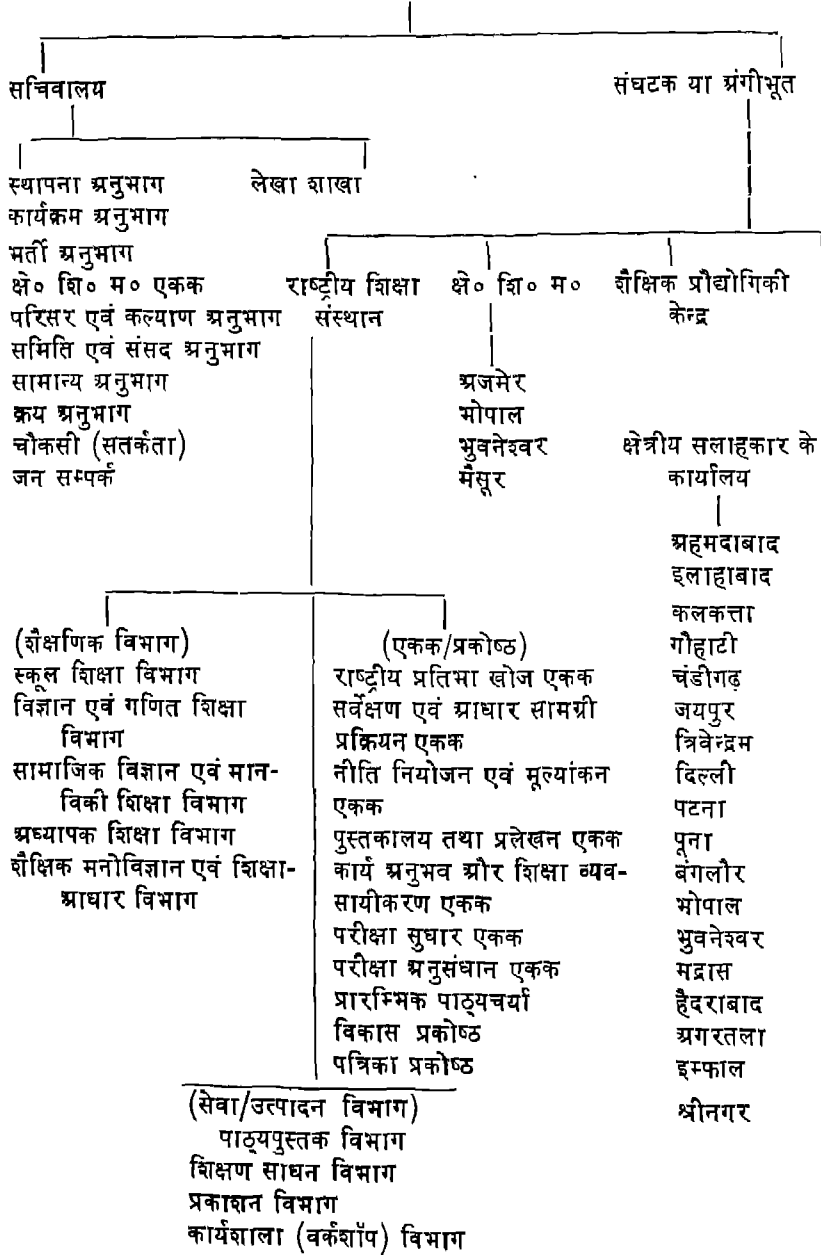 सचिवालय
संघटक या अंगीभूत
स्थापना अनुभाग
कार्यक्रम अनुभाग
भर्ती अनुभाग
क्षे० शि० म० एकक
परिसर एवं कल्याण अनुभाग
समिति एवं संसद अनुभाग
सामान्य अनुभाग
क्रय अनुभाग
चौकसी (सतर्कता)
जन सम्पर्क
लेखा शाखा
राष्ट्रीय शिक्षा
संस्थान
क्षे० शि० म०
अजमेर
भोपाल
भुवनेश्वर
मैसूर
शैक्षिक प्रौद्योगिकी
केन्द्र
क्षेत्रीय सलाहकार के
कार्यालय
अहमदाबाद
इलाहाबाद
कलकत्ता
गौहाटी
चंडीगढ़
जयपुर
त्रिवेन्द्रम
दिल्ली
पटना
पूना
बंगलौर
भोपाल
भुवनेश्वर
मद्रास
हैदराबाद
अगरतला
इम्फाल
श्रीनगर
(शैक्षणिक विभाग)
स्कूल शिक्षा विभाग
विज्ञान एवं गणित शिक्षा
विभाग
सामाजिक विज्ञान एवं मान-
विकी शिक्षा विभाग
अध्यापक शिक्षा विभाग
शैक्षिक मनोविज्ञान एवं शिक्षा-
आधार विभाग
(एकक/प्रकोष्ठ)
राष्ट्रीय प्रतिभा खोज एकक
सर्वेक्षण एवं आधार सामग्री
प्रक्रियन एकक
नीति नियोजन एवं मूल्यांकन
एकक
पुस्तकालय तथा प्रलेखन एकक
कार्य अनुभव और शिक्षा व्यव-
सायीकरण एकक
परीक्षा सुधार एकक
परीक्षा अनुसंधान एकक
प्रारम्भिक पाठ्यचर्या
विकास प्रकोष्ठ
पत्रिका प्रकोष्ठ
(सेवा/उत्पादन विभाग)
पाठ्यपुस्तक विभाग
शिक्षण साधन विभाग
प्रकाशन विभाग
कार्यशाला (वर्कशॉप) विभाग